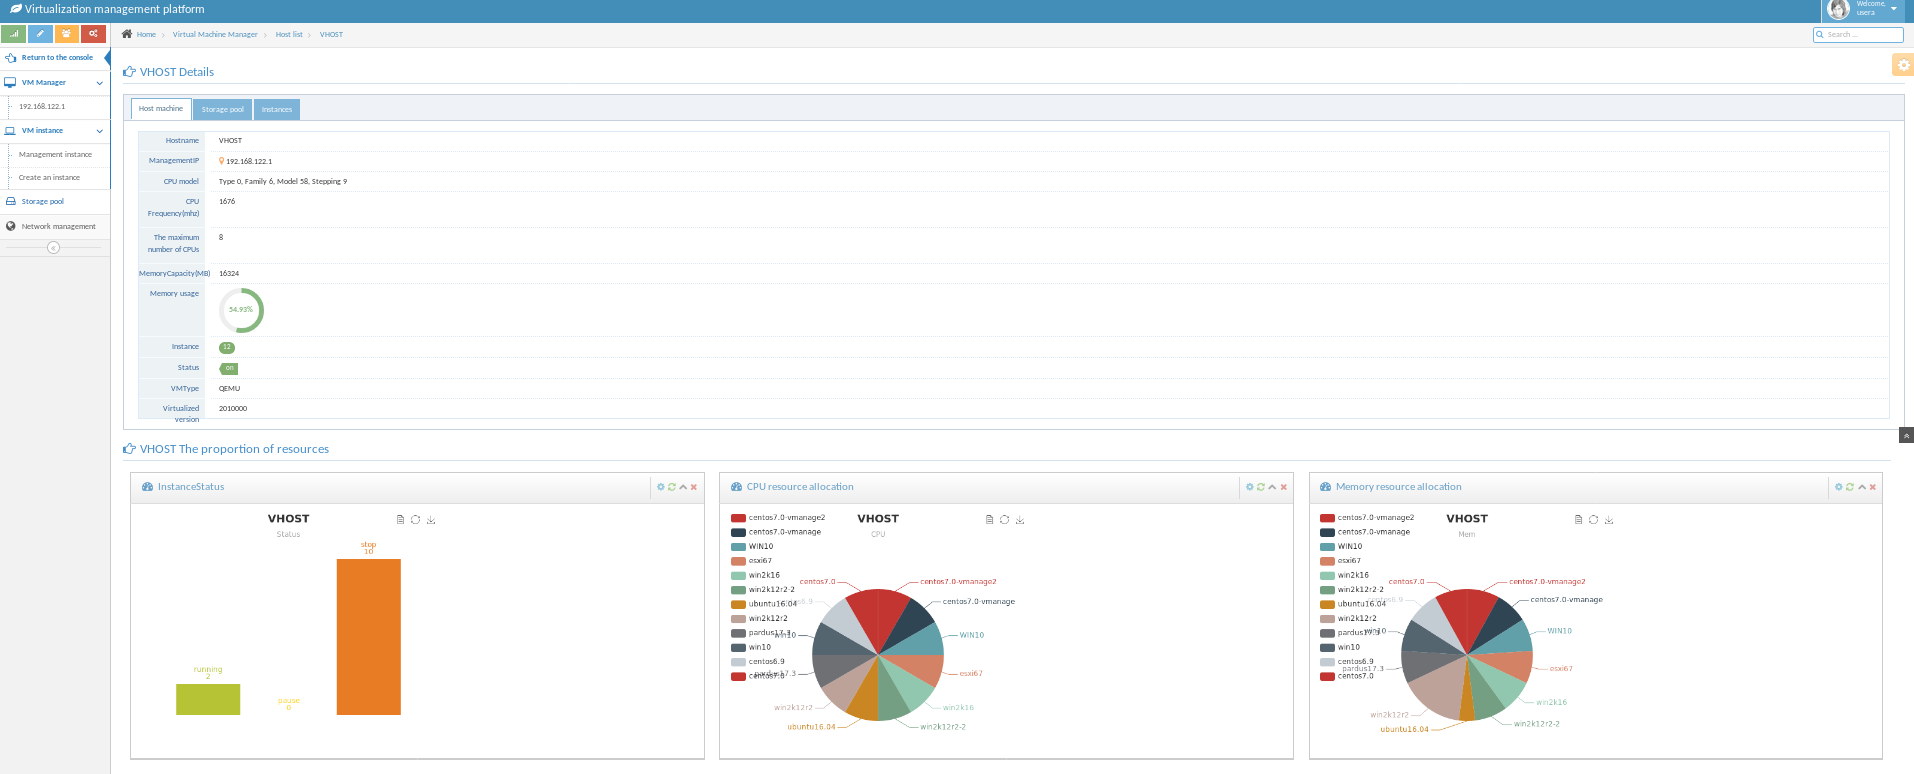 Virtualization management platform
Welcome,
usera
Home
Virtual Machine Manager
Host list
VHOST
Search ...
Return to the console
VM Manager
192.168.122.1
VM instance
Management instance
Create an instance
Storage pool
Network management
VHOST Details
Host machine
Storage pool
Instances
Hostname VHOST
ManagementIP 192.168.122.1
CPU model Type 0, Family 6, Model 58, Stepping 9
CPU Frequency(mhz) 1676
The maximum number of CPUs 8
MemoryCapacity(MB) 16324
Memory usage 54.93%
Instance 12
Status on
VMType QEMU
Virtualized version 2010000
VHOST The proportion of resources
InstanceStatus
VHOST
Status
stop
10
running
2
pause
0
CPU resource allocation
VHOST
CPU
centos7.0-vmanage2
centos7.0-vmanage
WIN10
esxi67
win2k16
win2k12r2-2
ubuntu16.04
win2k12r2
pardus17.3
win10
centos6.9
centos7.0
centos7.0
centos7.0-vmanage2
centos6.9
centos7.0-vmanage
win10
WIN10
pardus17.3
esxi67
win2k12r2
win2k16
ubuntu16.04
win2k12r2-2
Memory resource allocation
VHOST
Mem
centos7.0-vmanage2
centos7.0-vmanage
WIN10
esxi67
win2k16
win2k12r2-2
ubuntu16.04
win2k12r2
pardus17.3
win10
centos6.9
centos7.0
centos7.0
centos7.0-vmanage2
centos6.9
centos7.0-vmanage
win10
WIN10
pardus17.3
esxi67
win2k12r2
win2k16
ubuntu16.04
win2k12r2-2